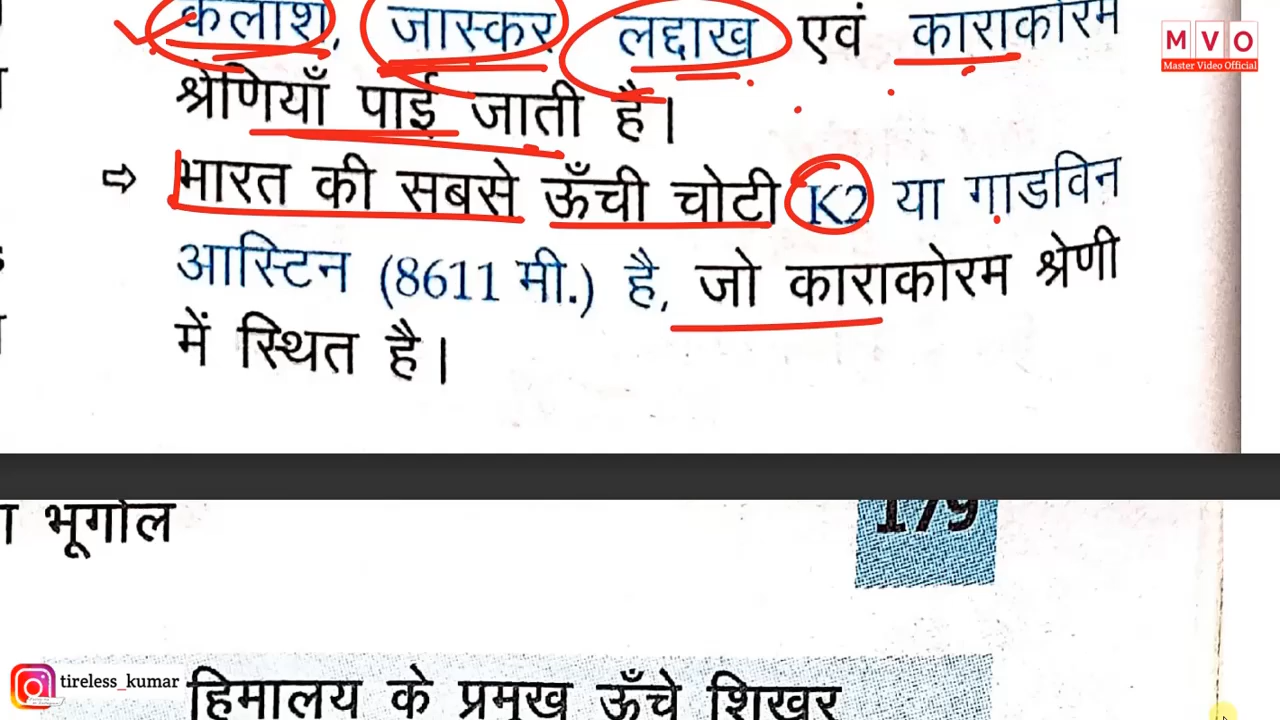 कैलाश, जास्कर लद्दाख एवं काराकोरम
श्रेणियाँ पाई जाती है।
⇨ भारत की सबसे ऊँची चोटी K2 या गाडविन
आस्टिन (8611 मी.) है, जो काराकोरम श्रेणी
में स्थित है।
भूगोल 179
हिमालय के प्रमुख ऊँचे शिखर
M V O
Master Video Official
tireless_kumar